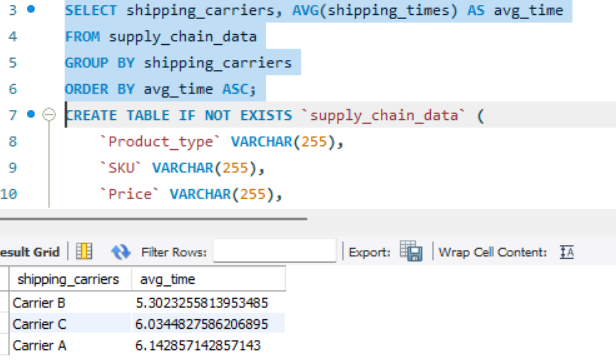 3 SELECT shipping_carriers, AVG(shipping_times) AS avg_time
4 FROM supply_chain_data
5 GROUP BY shipping_carriers
6 ORDER BY avg_time ASC;
7 CREATE TABLE IF NOT EXISTS `supply_chain_data` (
8 `Product_type` VARCHAR(255),
9 `SKU` VARCHAR(255),
10 `Price` VARCHAR(255),
esult Grid Filter Rows: Export: Wrap Cell Content: IA
shipping_carriers avg_time
Carrier B 5.3023255813953485
Carrier C 6.0344827586206895
Carrier A 6.142857142857143